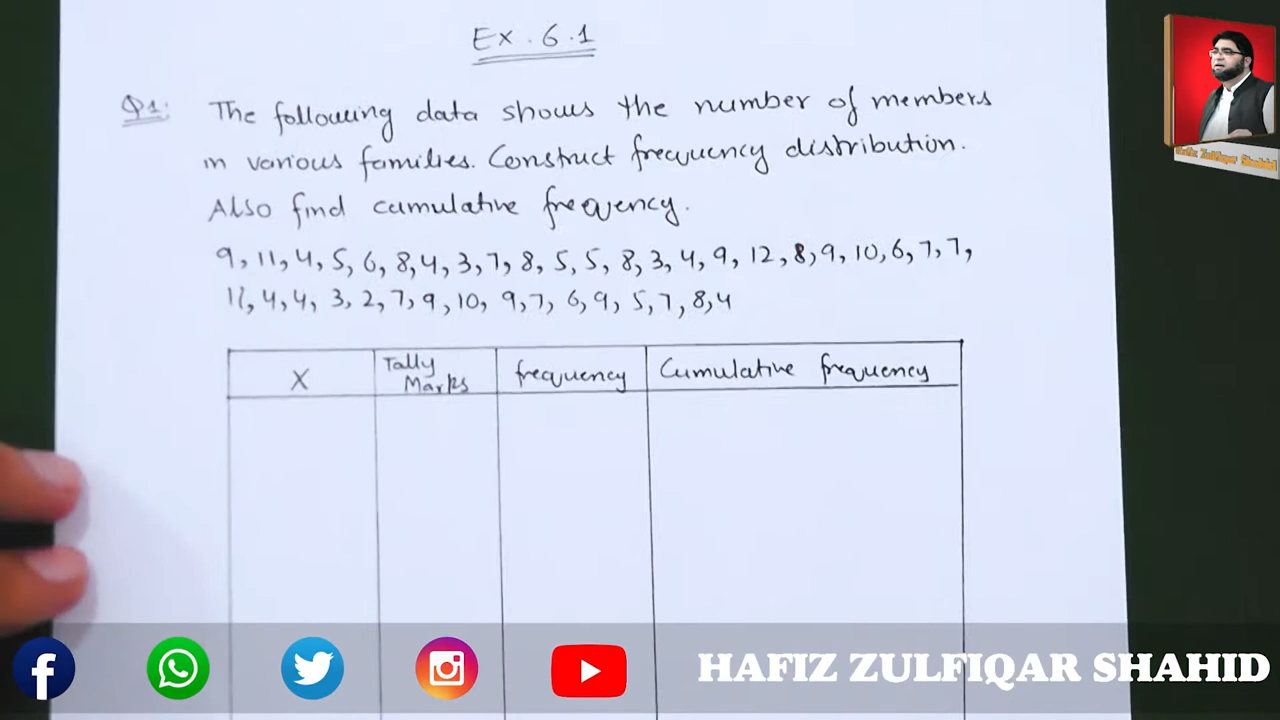 Ex. 6.1
Q1: The following data shows the number of members
in various families. Construct frequency distribution.
Also find cumulative frequency.
9, 11, 4, 5, 6, 8, 4, 3, 7, 8, 5, 5, 8, 3, 4, 9, 12, 8, 9, 10, 6, 7, 7,
11, 4, 4, 3, 2, 7, 9, 10, 9, 7, 6, 9, 5, 7, 8, 4
X Tally Marks frequency Cumulative frequency
Hafiz Zulfiqar Shahid
HAFIZ ZULFIQAR SHAHID